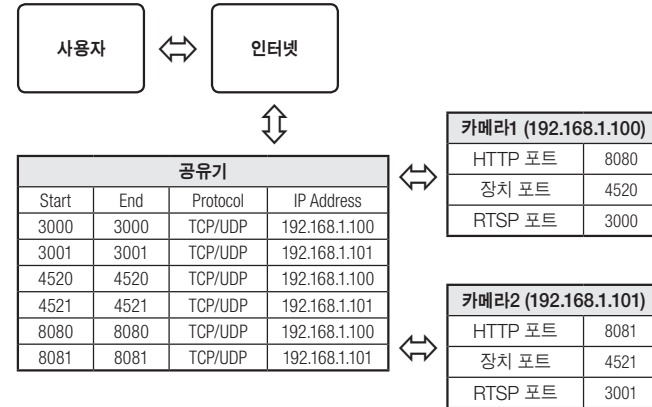 사용자
인터넷
공유기
Start End Protocol IP Address
3000 3000 TCP/UDP 192.168.1.100
3001 3001 TCP/UDP 192.168.1.101
4520 4520 TCP/UDP 192.168.1.100
4521 4521 TCP/UDP 192.168.1.101
8080 8080 TCP/UDP 192.168.1.100
8081 8081 TCP/UDP 192.168.1.101
카메라1 (192.168.1.100)
HTTP 포트 8080
장치 포트 4520
RTSP 포트 3000
카메라2 (192.168.1.101)
HTTP 포트 8081
장치 포트 4521
RTSP 포트 3001